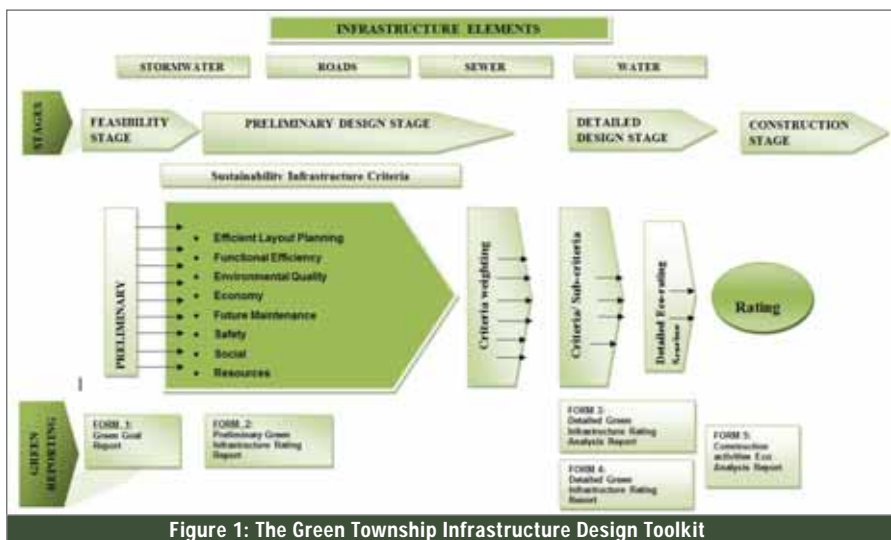 INFRASTRUCTURE ELEMENTS
STORMWATER
ROADS
SEWER
WATER
STAGES
FEASIBILITY
STAGE
PRELIMINARY DESIGN STAGE
DETAILED
DESIGN STAGE
CONSTRUCTION
STAGE
Sustainability Infrastructure Criteria
PRELIMINARY
• Efficient Layout Planning
• Functional Efficiency
• Environmental Quality
• Economy
• Future Maintenance
• Safety
• Social
• Resources
Criteria weighting
Criteria/ Sub-criteria
Detailed Eco-rating
Rating
GREEN
REPORTING
FORM 1:
Green Goal
Report
FORM 2:
Preliminary Green
Infrastructure Rating
Report
FORM 3:
Detailed Green
Infrastructure Rating
Analysis Report
FORM 4:
Detailed Green
Infrastructure Rating
Report
FORM 5:
Construction
activities Eco
Analysis Report
Figure 1: The Green Township Infrastructure Design Toolkit